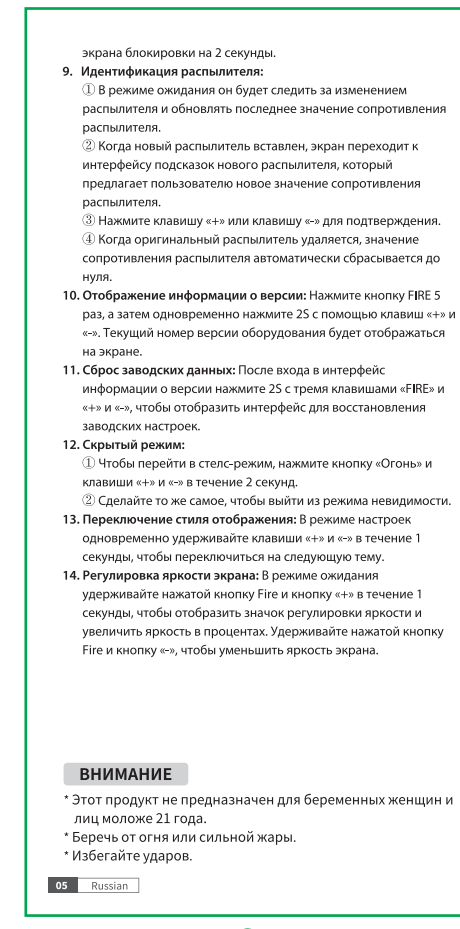 экрана блокировки на 2 секунды.
9. Идентификация распылителя:
① В режиме ожидания он будет следить за изменением
распылителя и обновлять последнее значение сопротивления
распылителя.
② Когда новый распылитель вставлен, экран переходит к
интерфейсу подсказок нового распылителя, который
предлагает пользователю новое значение сопротивления
распылителя.
③ Нажмите клавишу «+» или клавишу «-» для подтверждения.
④ Когда оригинальный распылитель удаляется, значение
сопротивления распылителя автоматически сбрасывается до
нуля.
10. Отображение информации о версии: Нажмите кнопку FIRE 5
раз, а затем одновременно нажмите 2S с помощью клавиш «+» и
«-». Текущий номер версии оборудования будет отображаться
на экране.
11. Сброс заводских данных: После входа в интерфейс
информации о версии нажмите 2S с тремя клавишами «FIRE» и
«+» и «-», чтобы отобразить интерфейс для восстановления
заводских настроек.
12. Скрытый режим:
① Чтобы перейти в стелс-режим, нажмите кнопку «Огонь» и
клавиши «+» и «-» в течение 2 секунд.
② Сделайте то же самое, чтобы выйти из режима невидимости.
13. Переключение стиля отображения: В режиме настроек
одновременно удерживайте клавиши «+» и «-» в течение 1
секунды, чтобы переключиться на следующую тему.
14. Регулировка яркости экрана: В режиме ожидания
удерживайте нажатой кнопку Fire и кнопку «+» в течение 1
секунды, чтобы отобразить значок регулировки яркости и
увеличить яркость в процентах. Удерживайте нажатой кнопку
Fire и кнопку «-», чтобы уменьшить яркость экрана.
ВНИМАНИЕ
* Этот продукт не предназначен для беременных женщин и
лиц моложе 21 года.
* Беречь от огня или сильной жары.
* Избегайте ударов.
05 Russian